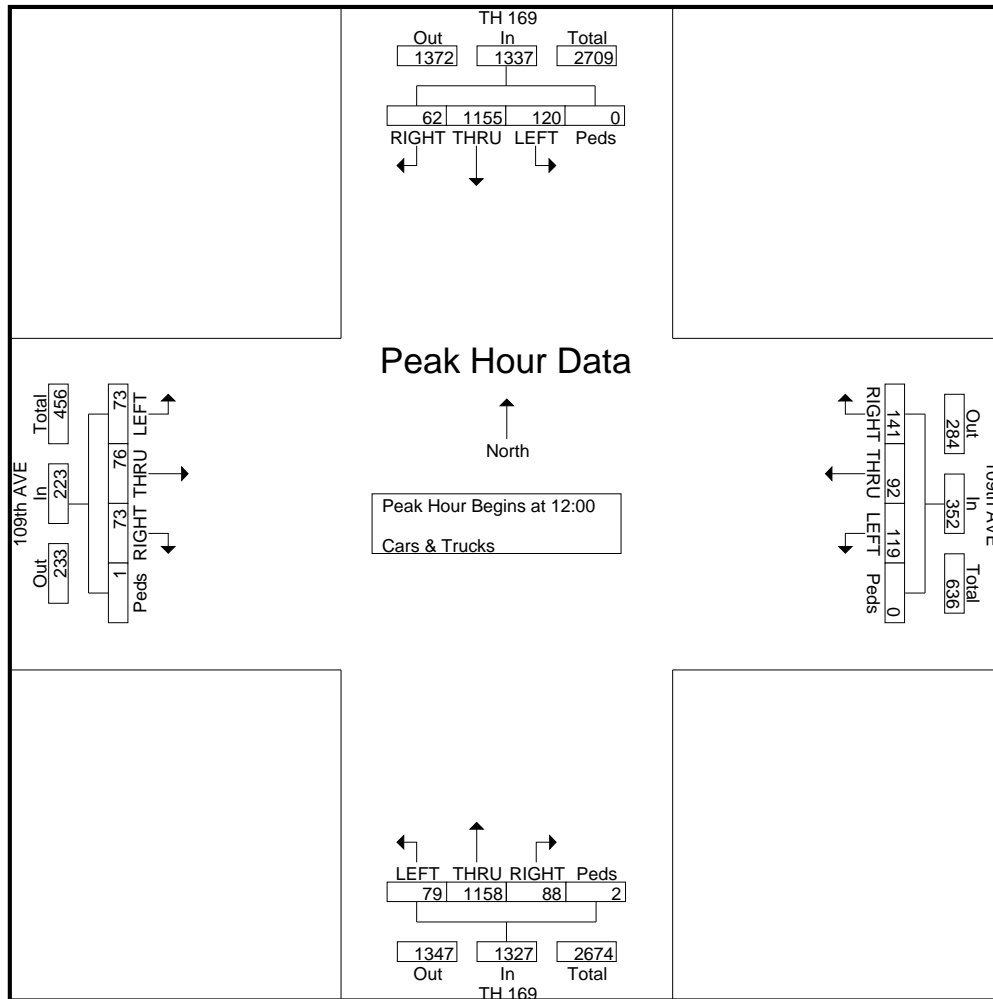 TH 169
Out In Total
1372 1337 2709
62 1155 120 0
RIGHT THRU LEFT Peds
Peak Hour Data
North
Peak Hour Begins at 12:00
Cars & Trucks
109th AVE
Out In Total
233 223 456
Peds RIGHT THRU LEFT
1 73 76 73
109th AVE
Out In Total
284 352 636
141 92 119 0
RIGHT THRU LEFT Peds
LEFT THRU RIGHT Peds
79 1158 88 2
1347 1327 2674
Out In Total
TH 169